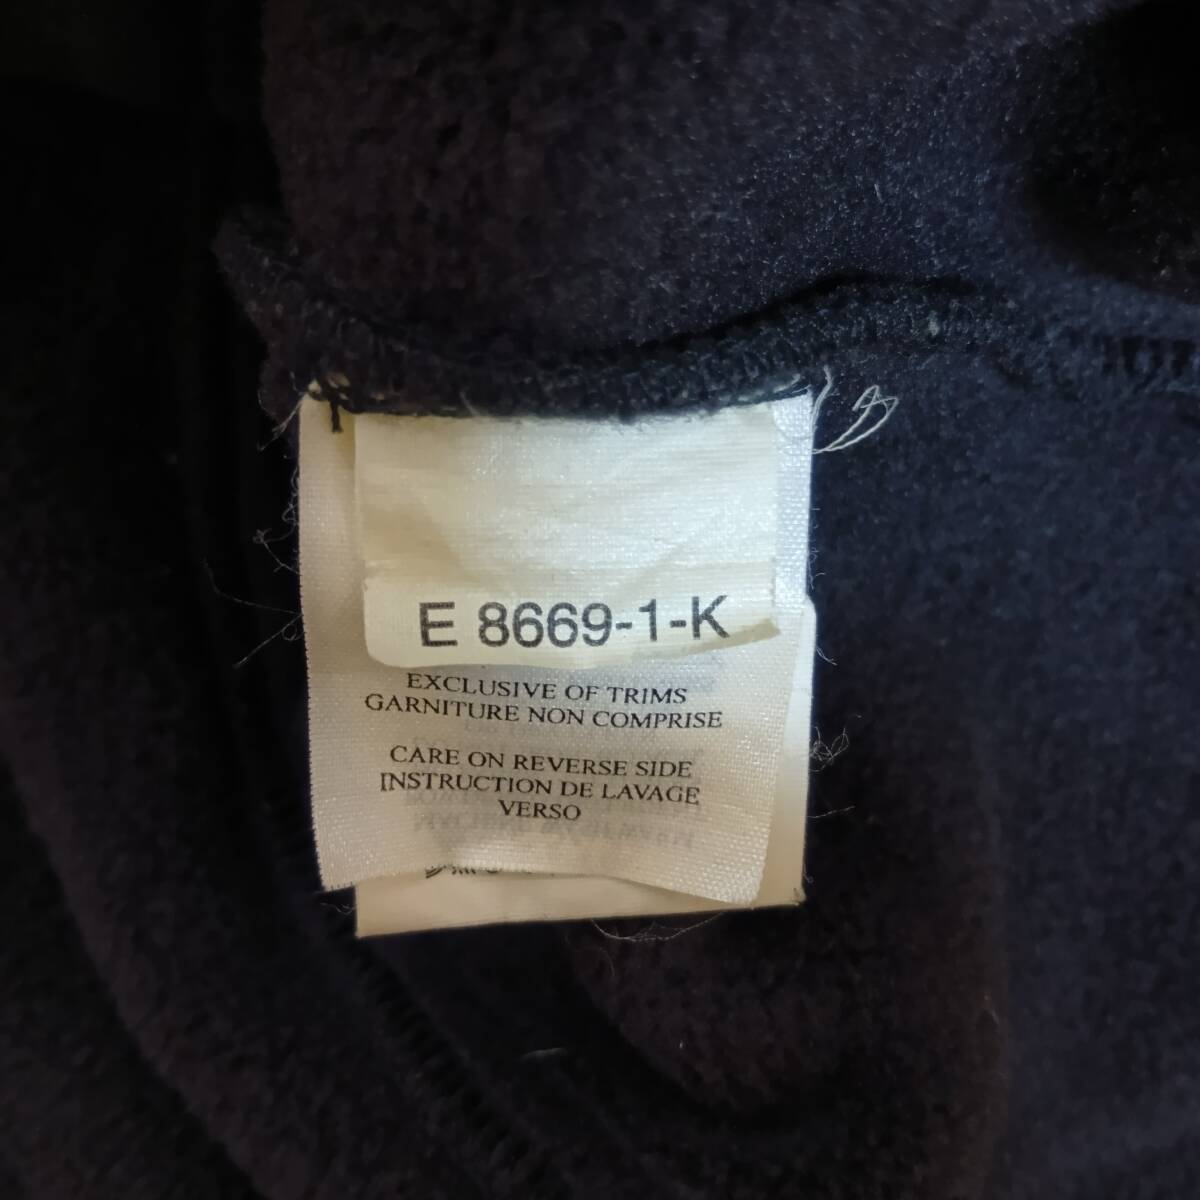 E 8669-1-K
EXCLUSIVE OF TRIMS
GARNITURE NON COMPRISE
CARE ON REVERSE SIDE
INSTRUCTION DE LAVAGE
VERSO